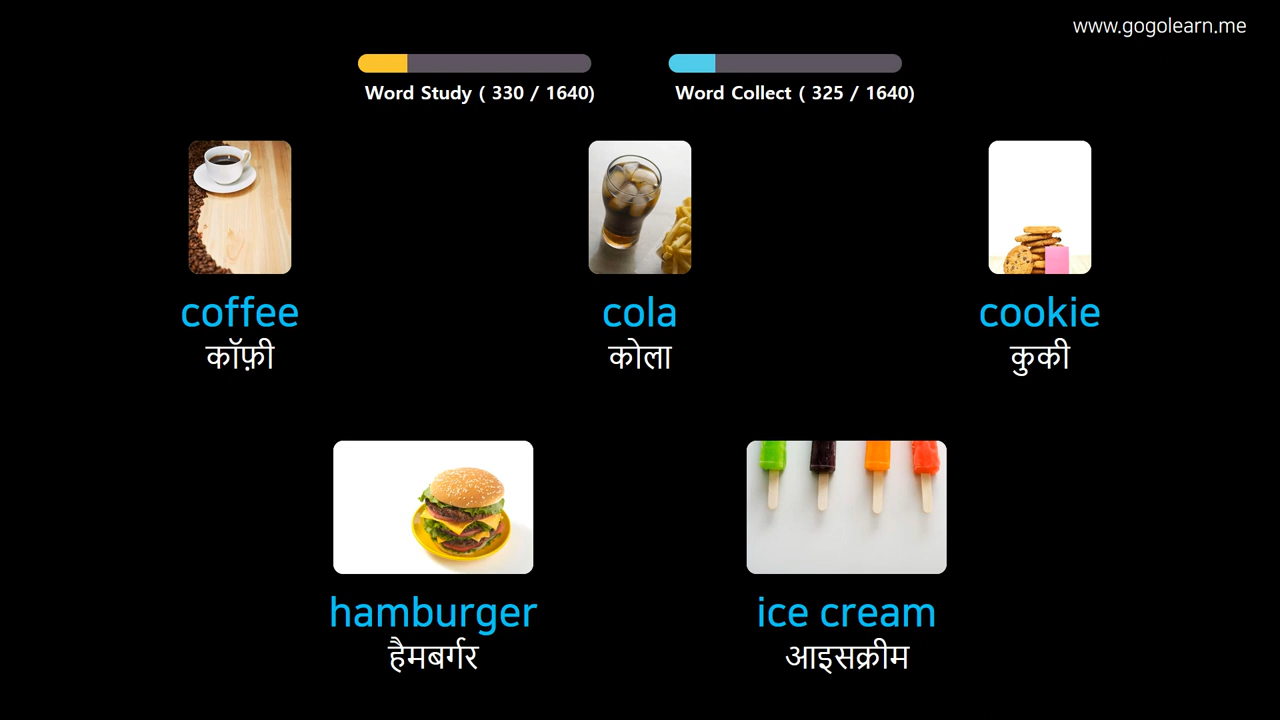 www.gogolearn.me
Word Study ( 330 / 1640)
Word Collect ( 325 / 1640)
coffee
कॉफ़ी
cola
कोला
cookie
कुकी
hamburger
हैमबर्गर
ice cream
आइसक्रीम